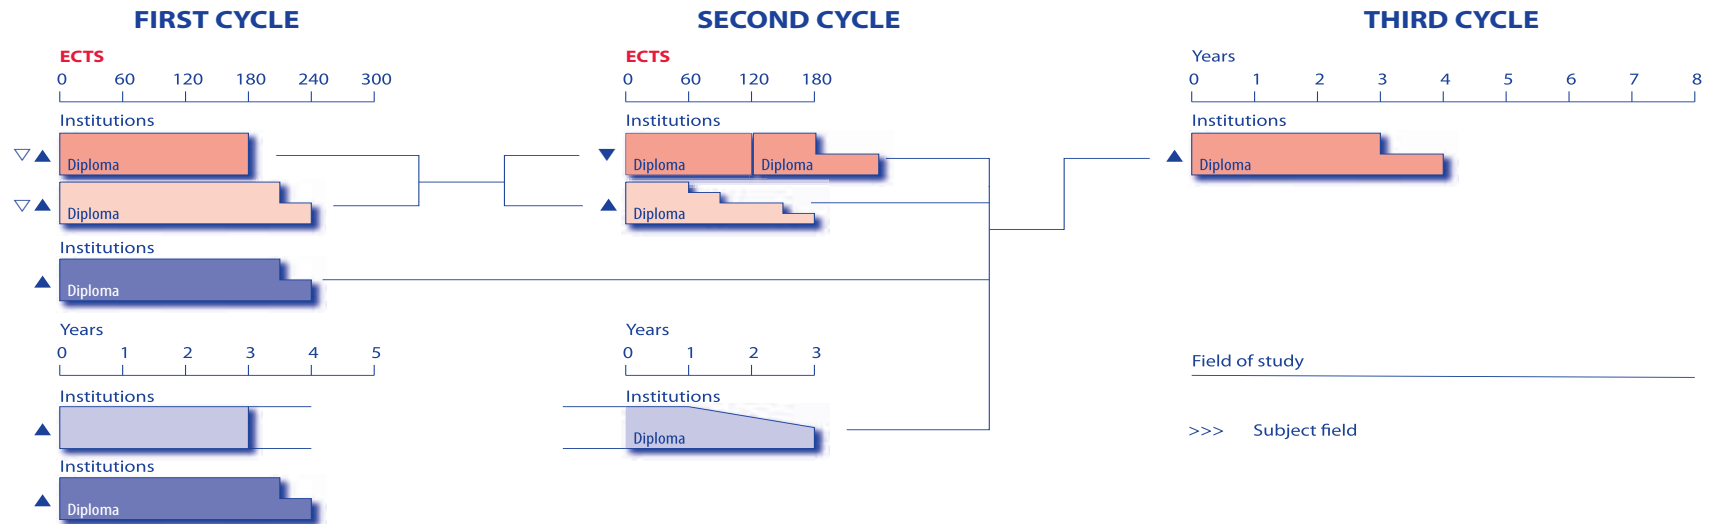 FIRST CYCLE SECOND CYCLE THIRD CYCLE
ECTS ECTS Years
0 60 120 180 240 300 0 60 120 180 0 1 2 3 4 5 6 7 8
Institutions Institutions Institutions
Diploma Diploma Diploma Diploma
Diploma Diploma
Institutions
Diploma
Years Years
0 1 2 3 4 5 0 1 2 3
Field of study
Institutions Institutions
Diploma >>> Subject field
Institutions
Diploma